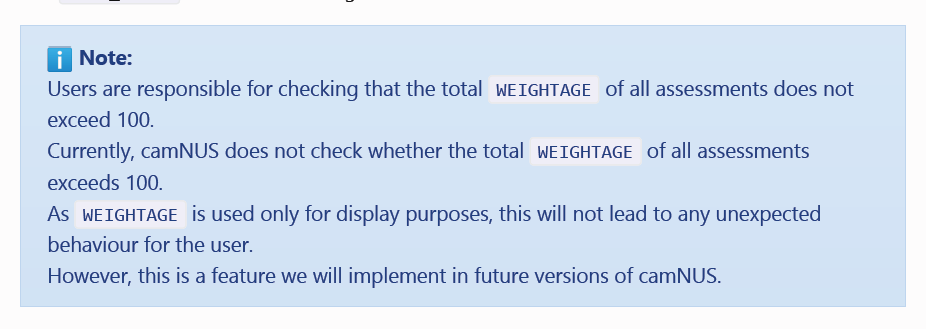 Note:
Users are responsible for checking that the total WEIGHTAGE of all assessments does not
exceed 100.
Currently, camNUS does not check whether the total WEIGHTAGE of all assessments
exceeds 100.
As WEIGHTAGE is used only for display purposes, this will not lead to any unexpected
behaviour for the user.
However, this is a feature we will implement in future versions of camNUS.